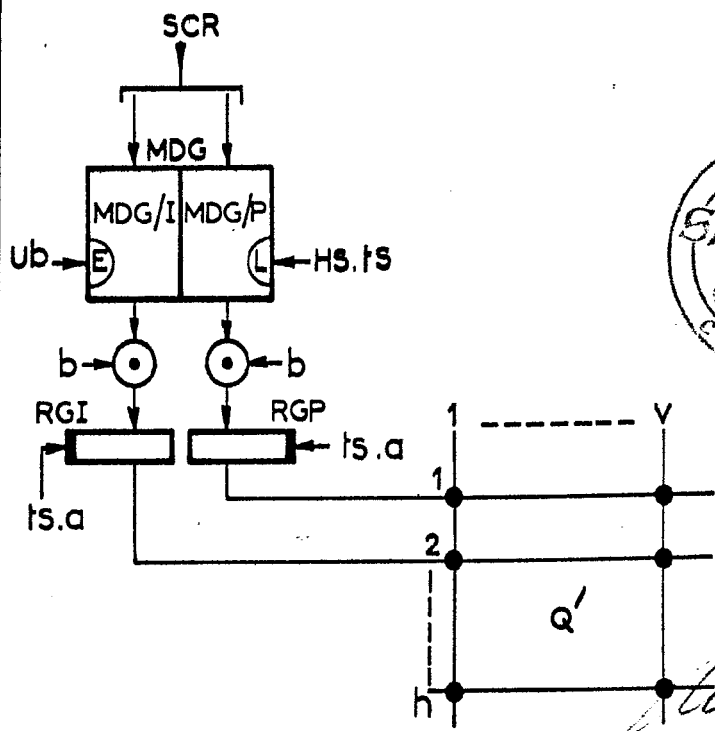 SCR
MDG
MDG/I MDG/P
Ub E L Hs.ts
b b
RGI RGP
ts.a ts.a
1 v
1
2
Q'
h